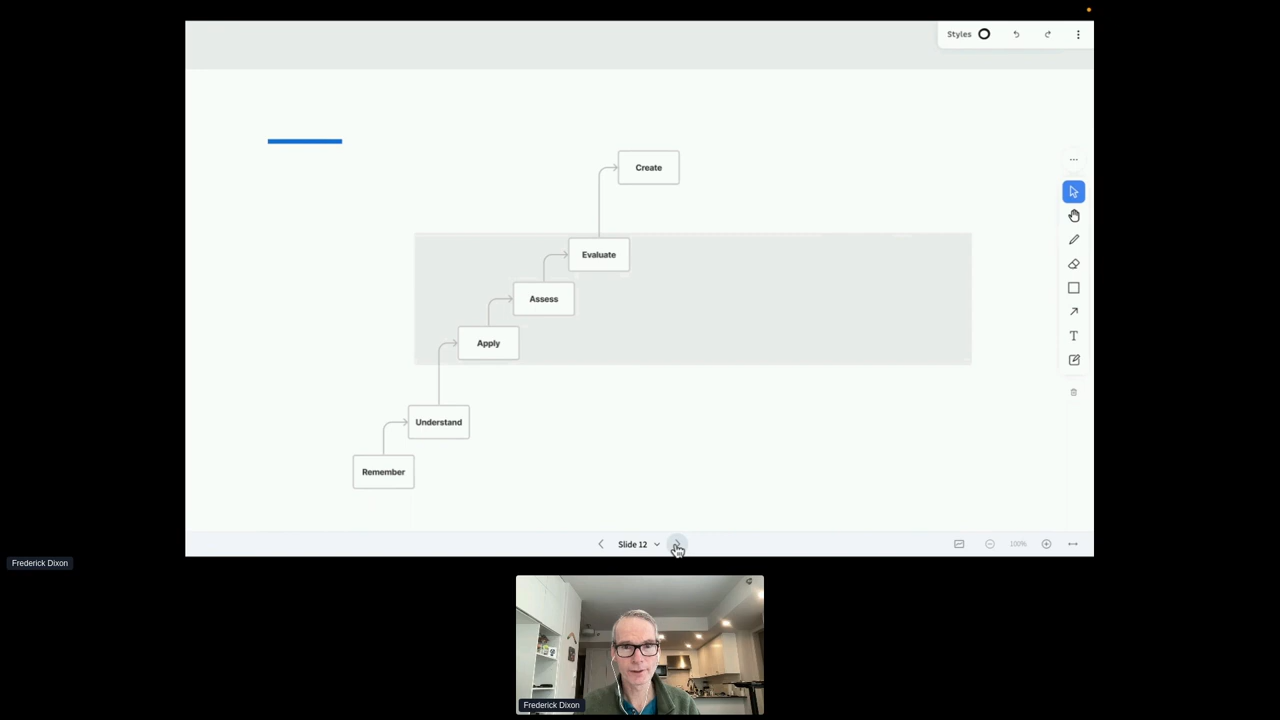 Styles
Create
Evaluate
Assess
Apply
Understand
Remember
Slide 12
100%
Frederick Dixon
Frederick Dixon